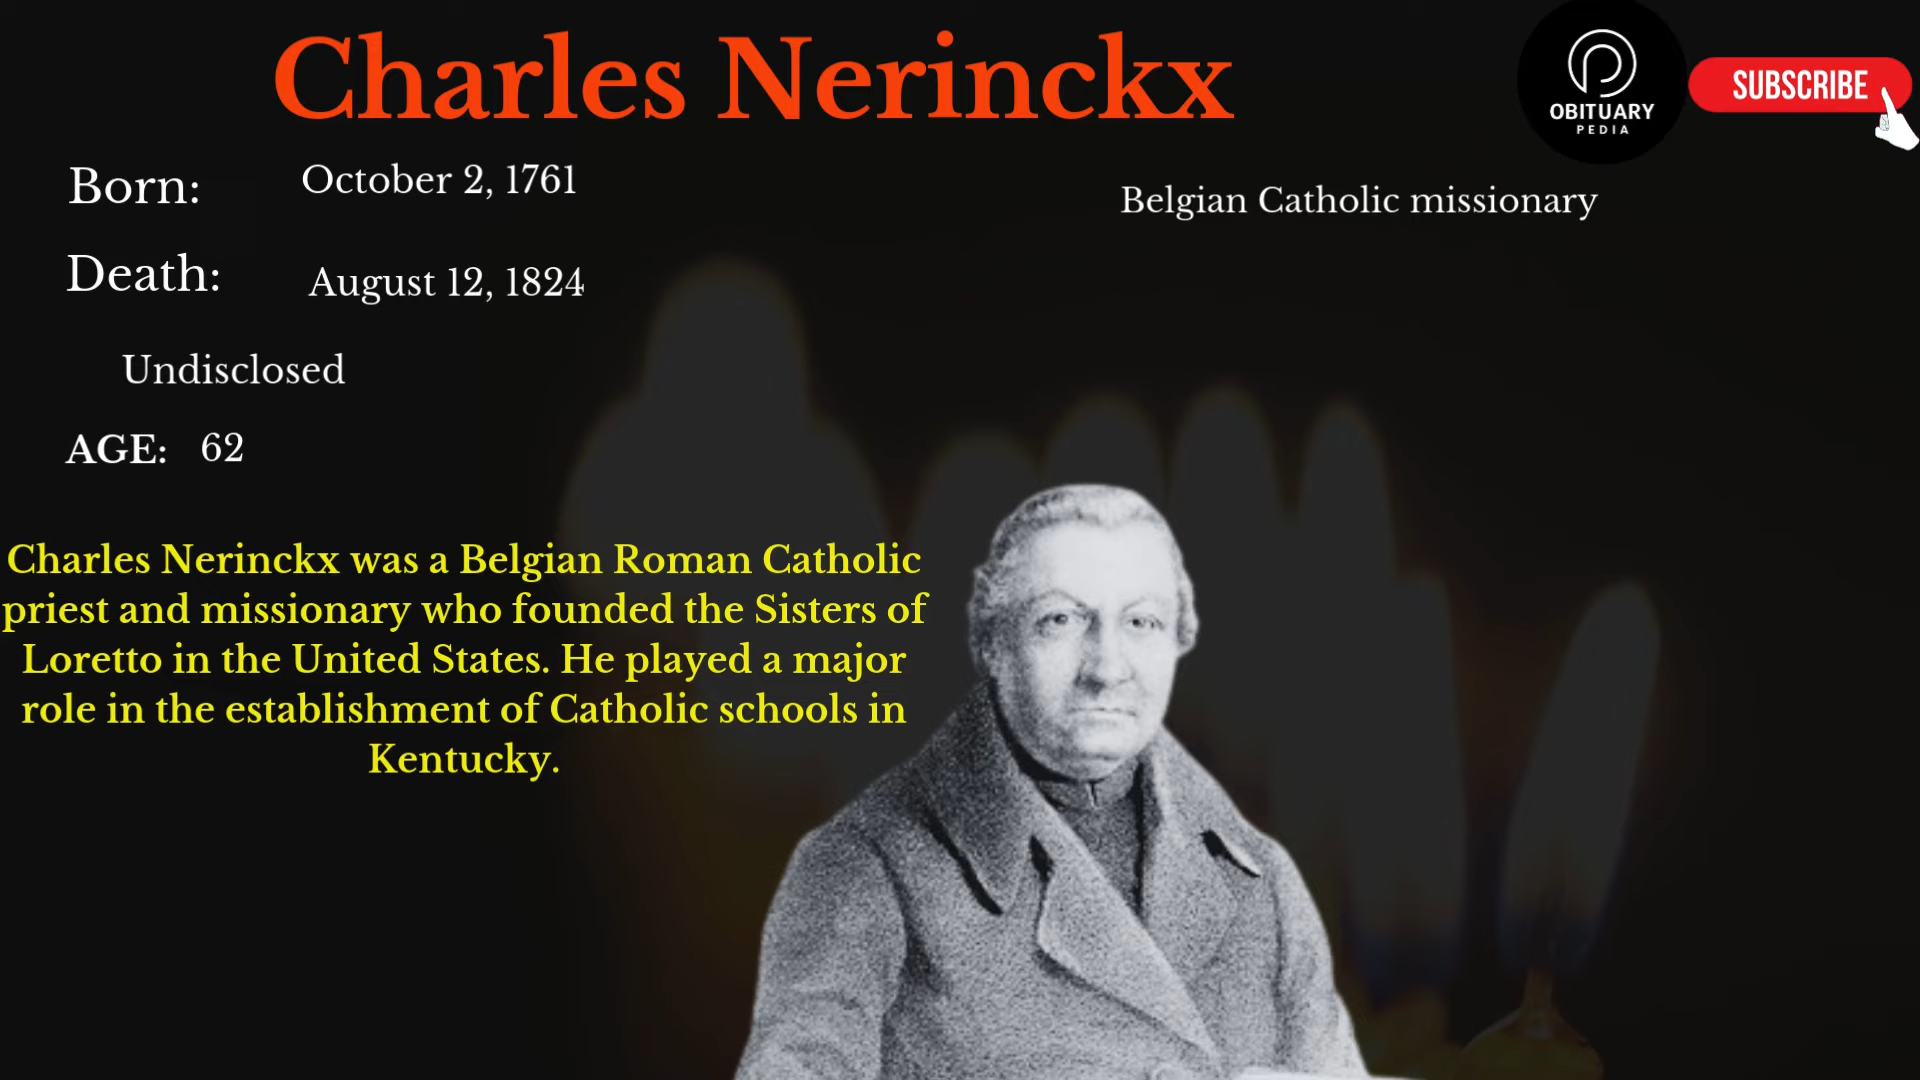 Charles Nerinckx
OBITUARY
PEDIA
SUBSCRIBE
Born: October 2, 1761
Belgian Catholic missionary
Death: August 12, 1824
Undisclosed
AGE: 62
Charles Nerinckx was a Belgian Roman Catholic
priest and missionary who founded the Sisters of
Loretto in the United States. He played a major
role in the establishment of Catholic schools in
Kentucky.